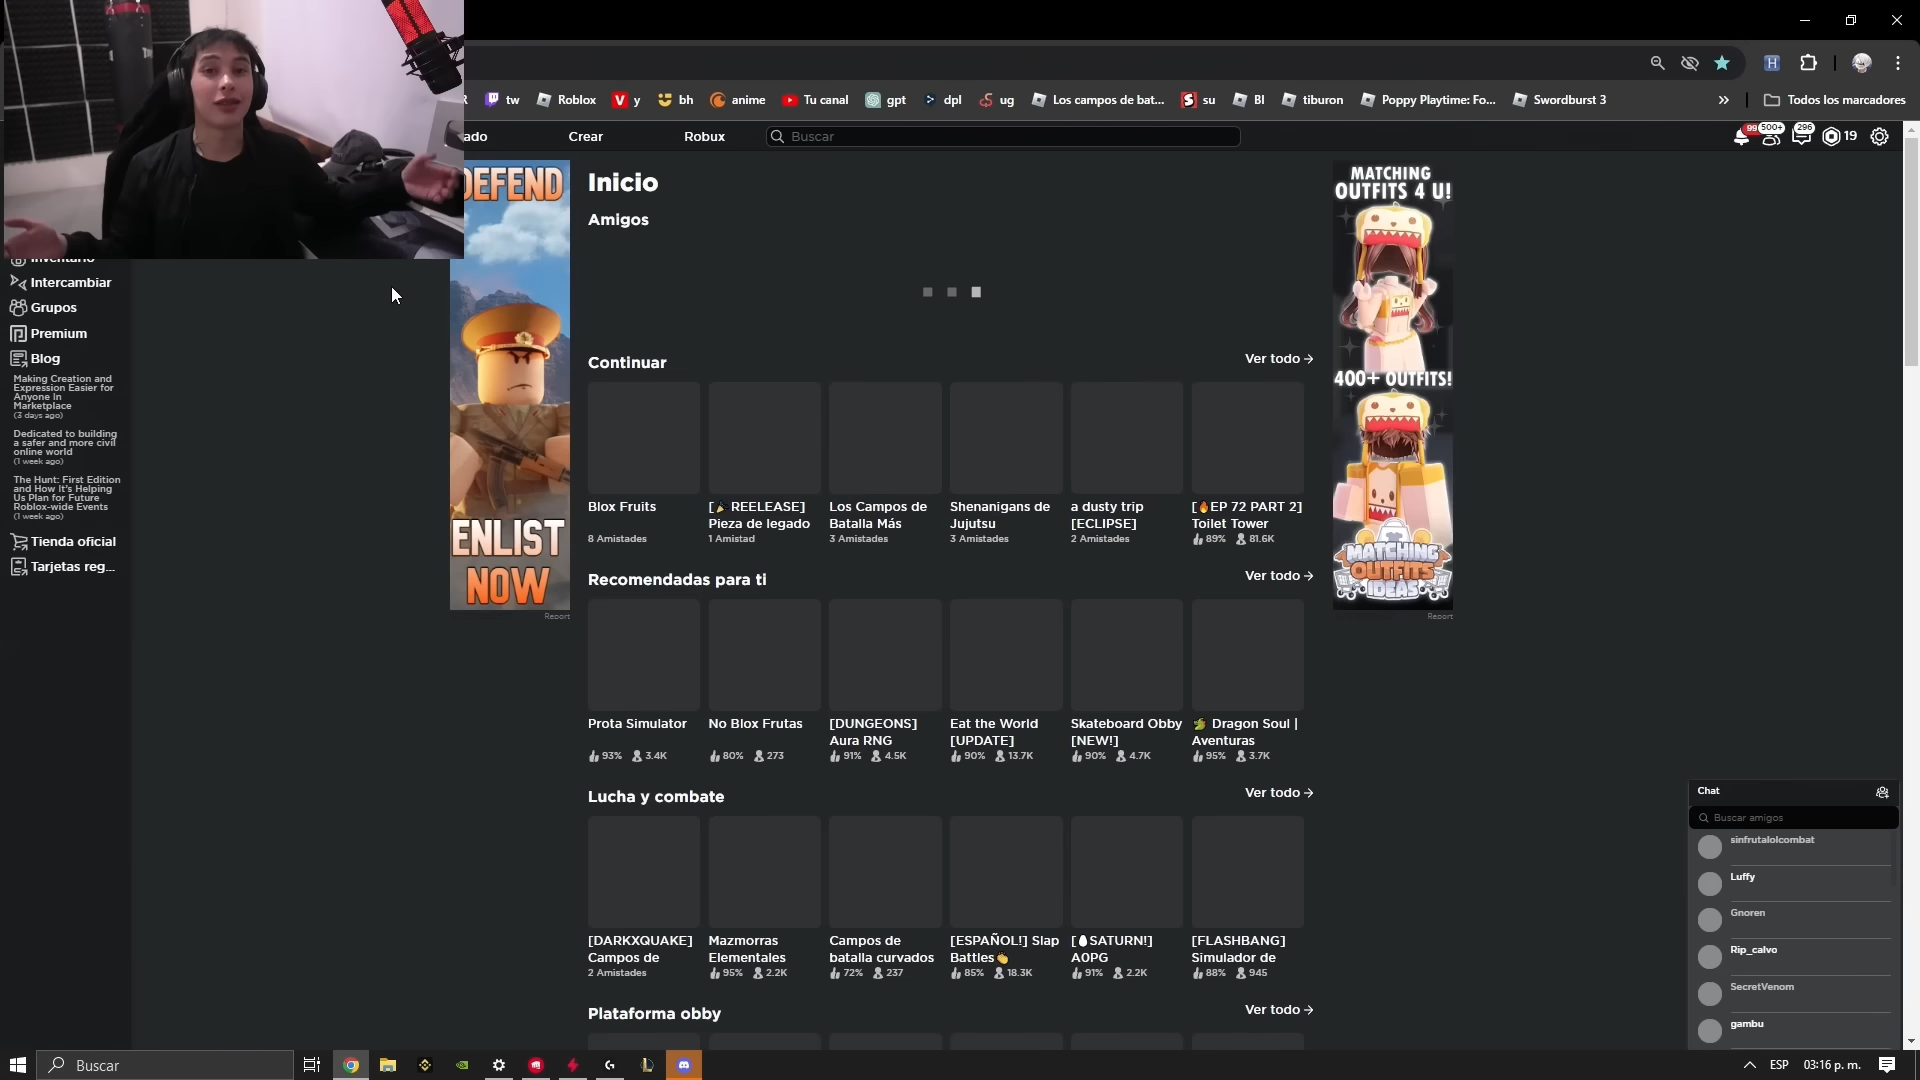 tw
Roblox
y
bh
anime
Tu canal
gpt
dpl
ug
Los campos de bat...
su
Bl
tiburon
Poppy Playtime: Fo...
Swordburst 3
Todos los marcadores
ado
Crear
Robux
Buscar
99
500+
296
19
Inventario
Intercambiar
Grupos
Premium
Blog
Making Creation and
Expression Easier for
Anyone In
Marketplace
(3 days ago)
Dedicated to building
a safer and more civil
online world
(1 week ago)
The Hunt: First Edition
and How It's Helping
Us Plan for Future
Roblox-wide Events
(1 week ago)
Tienda oficial
Tarjetas reg...
DEFEND
ENLIST
NOW
Report
Inicio
Amigos
Continuar
Ver todo →
Blox Fruits
8 Amistades
[🎉 REELEASE]
Pieza de legado
1 Amistad
Los Campos de
Batalla Más
3 Amistades
Shenanigans de
Jujutsu
3 Amistades
a dusty trip
[ECLIPSE]
2 Amistades
[🔥EP 72 PART 2]
Toilet Tower
89% 81.6K
Recomendadas para ti
Ver todo →
Prota Simulator
93% 3.4K
No Blox Frutas
80% 273
[DUNGEONS]
Aura RNG
91% 4.5K
Eat the World
[UPDATE]
90% 13.7K
Skateboard Obby
[NEW!]
90% 4.7K
🐉 Dragon Soul |
Aventuras
95% 3.7K
Lucha y combate
Ver todo →
[DARKXQUAKE]
Campos de
2 Amistades
Mazmorras
Elementales
95% 2.2K
Campos de
batalla curvados
72% 237
[ESPAÑOL!] Slap
Battles👏
85% 18.3K
[🥚SATURN!]
A0PG
91% 2.2K
[FLASHBANG]
Simulador de
88% 945
Plataforma obby
Ver todo →
MATCHING
OUTFITS 4 U!
400+ OUTFITS!
MATCHING
OUTFITS
IDEAS
Report
Chat
Buscar amigos
sinfrutalolcombat
Luffy
Gnoren
Rip_calvo
SecretVenom
gambu
Buscar
ESP
03:16 p. m.